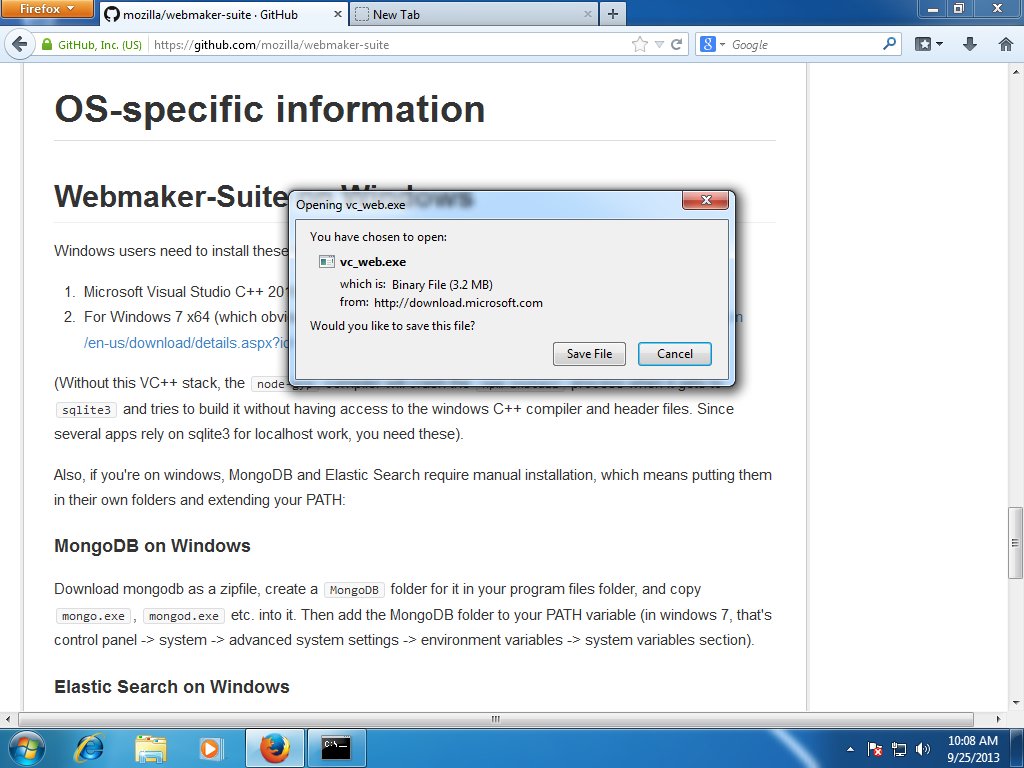 Firefox
mozilla/webmaker-suite · GitHub
New Tab
GitHub, Inc. (US)
https://github.com/mozilla/webmaker-suite
Google
OS-specific information
Webmaker-Suite on Windows
Windows users need to install these
1. Microsoft Visual Studio C++
2. For Windows 7 x64 (which
/en-us/download/details.aspx?
(Without this VC++ stack, the
sqlite3 and tries to build it without having access to the windows C++ compiler and header files. Since
several apps rely on sqlite3 for localhost work, you need these).
Also, if you're on windows, MongoDB and Elastic Search require manual installation, which means putting them
in their own folders and extending your PATH:
MongoDB on Windows
Download mongodb as a zipfile, create a MongoDB folder for it in your program files folder, and copy
mongo.exe , mongod.exe etc. into it. Then add the MongoDB folder to your PATH variable (in windows 7, that's
control panel -> system -> advanced system settings -> environment variables -> system variables section).
Elastic Search on Windows
Opening vc_web.exe
You have chosen to open:
vc_web.exe
which is: Binary File (3.2 MB)
from: http://download.microsoft.com
Would you like to save this file?
Save File
Cancel
C:\
10:08 AM
9/25/2013